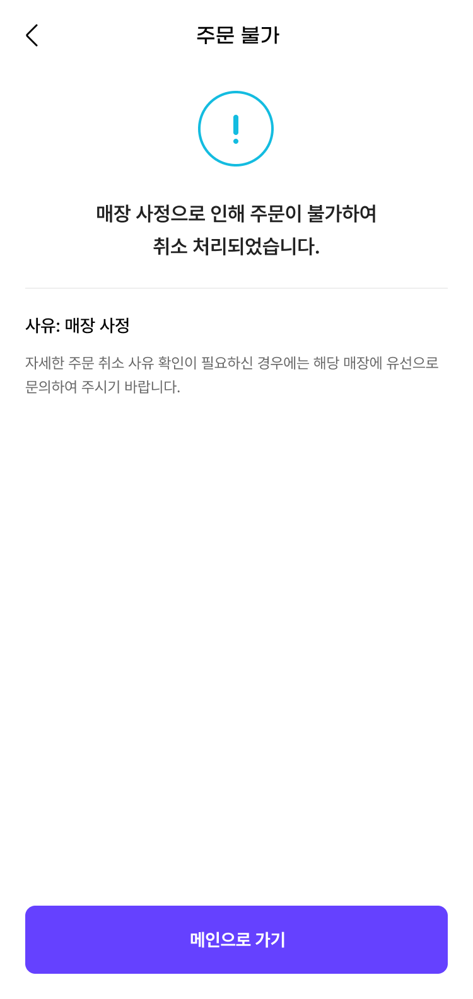 주문 불가
매장 사정으로 인해 주문이 불가하여
취소 처리되었습니다.
사유: 매장 사정
자세한 주문 취소 사유 확인이 필요하신 경우에는 해당 매장에 유선으로
문의하여 주시기 바랍니다.
메인으로 가기